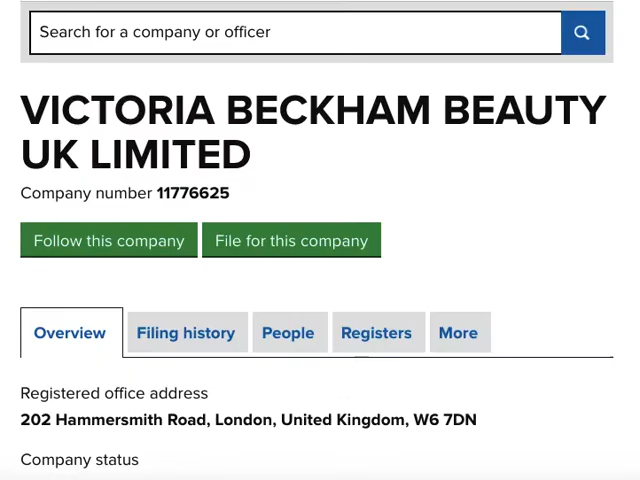 Search for a company or officer
VICTORIA BECKHAM BEAUTY
UK LIMITED
Company number 11776625
Follow this company File for this company
Overview Filing history People Registers More
Registered office address
202 Hammersmith Road, London, United Kingdom, W6 7DN
Company status